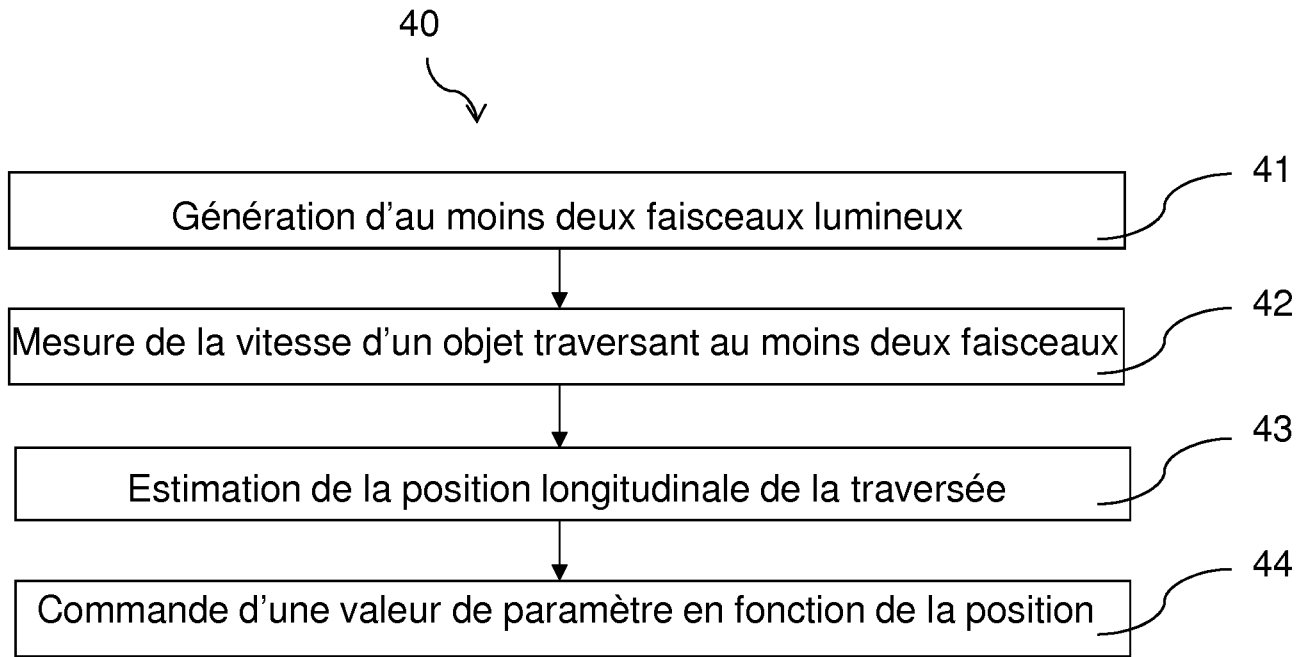 40
Génération d'au moins deux faisceaux lumineux
41
Mesure de la vitesse d'un objet traversant au moins deux faisceaux
42
Estimation de la position longitudinale de la traversée
43
Commande d'une valeur de paramètre en fonction de la position
44